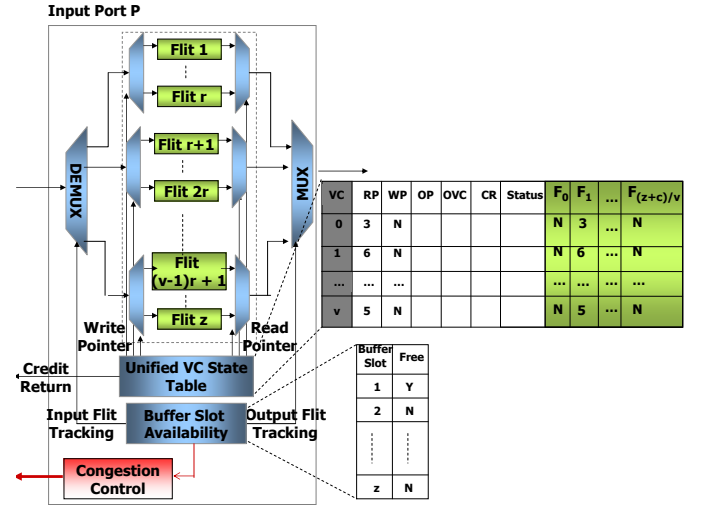 Input Port P
Flit 1
Flit r
Flit r+1
Flit 2r
Flit
(v-1)r + 1
Flit z
DEMUX
MUX
Write
Pointer
Read
Pointer
Credit
Return
Unified VC State
Table
Input Flit
Tracking
Buffer Slot
Availability
Output Flit
Tracking
Congestion
Control
VC RP WP OP OVC CR Status F0 F1 ... F(z+c)/v
0 3 N N 3 ... N
1 6 N N 6 ... N
... ... ... ... ... ... ...
v 5 N N 5 ... N
Buffer
Slot
Free
1 Y
2 N
z N